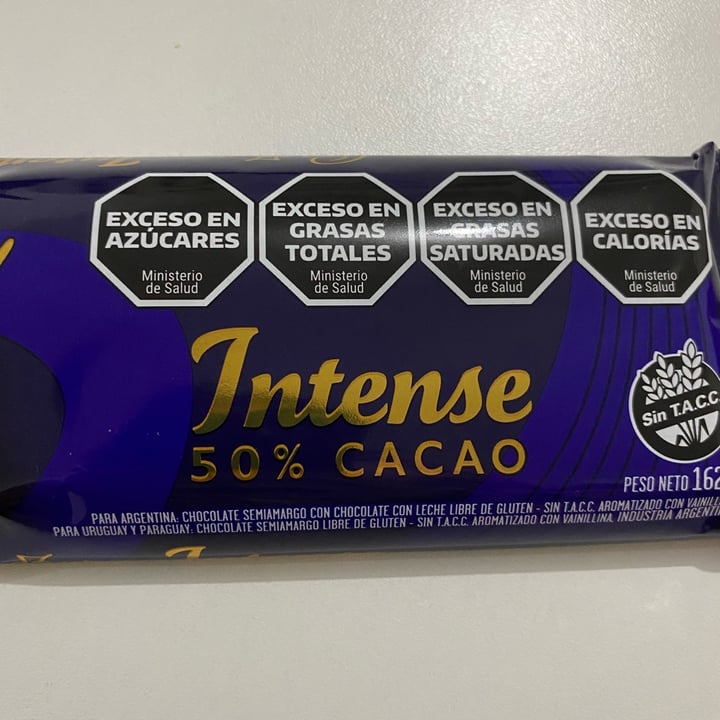 EXCESO EN
AZÚCARES
Ministerio
de Salud
EXCESO EN
GRASAS
TOTALES
Ministerio
de Salud
EXCESO EN
GRASAS
SATURADAS
Ministerio
de Salud
EXCESO EN
CALORÍAS
Ministerio
de Salud
Intense
50% CACAO
Sin T.A.C.C.
PESO NETO 162
PARA ARGENTINA: CHOCOLATE SEMIAMARGO CON CHOCOLATE CON LECHE LIBRE DE GLUTEN - SIN T.A.C.C. AROMATIZADO CON
PARA URUGUAY Y PARAGUAY: CHOCOLATE SEMIAMARGO LIBRE DE GLUTEN - SIN T.A.C.C. AROMATIZADO CON VAINILLINA. INDUSTRIA